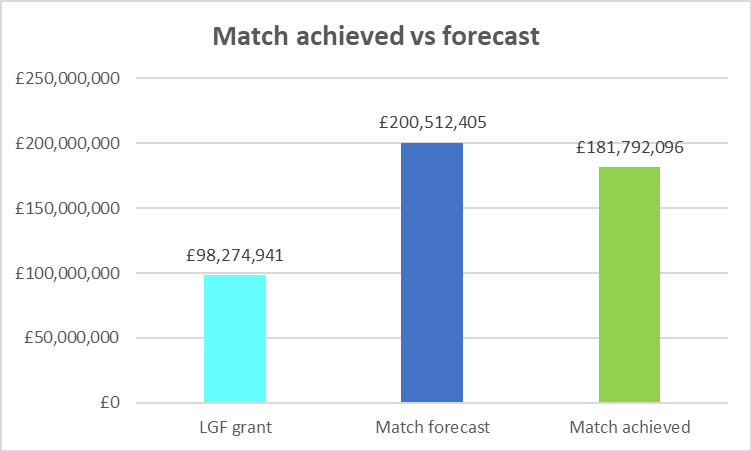 Match achieved vs forecast
£250,000,000
£200,512,405
£200,000,000
£181,792,096
£150,000,000
£98,274,941
£100,000,000
£50,000,000
£0
LGF grant
Match forecast
Match achieved